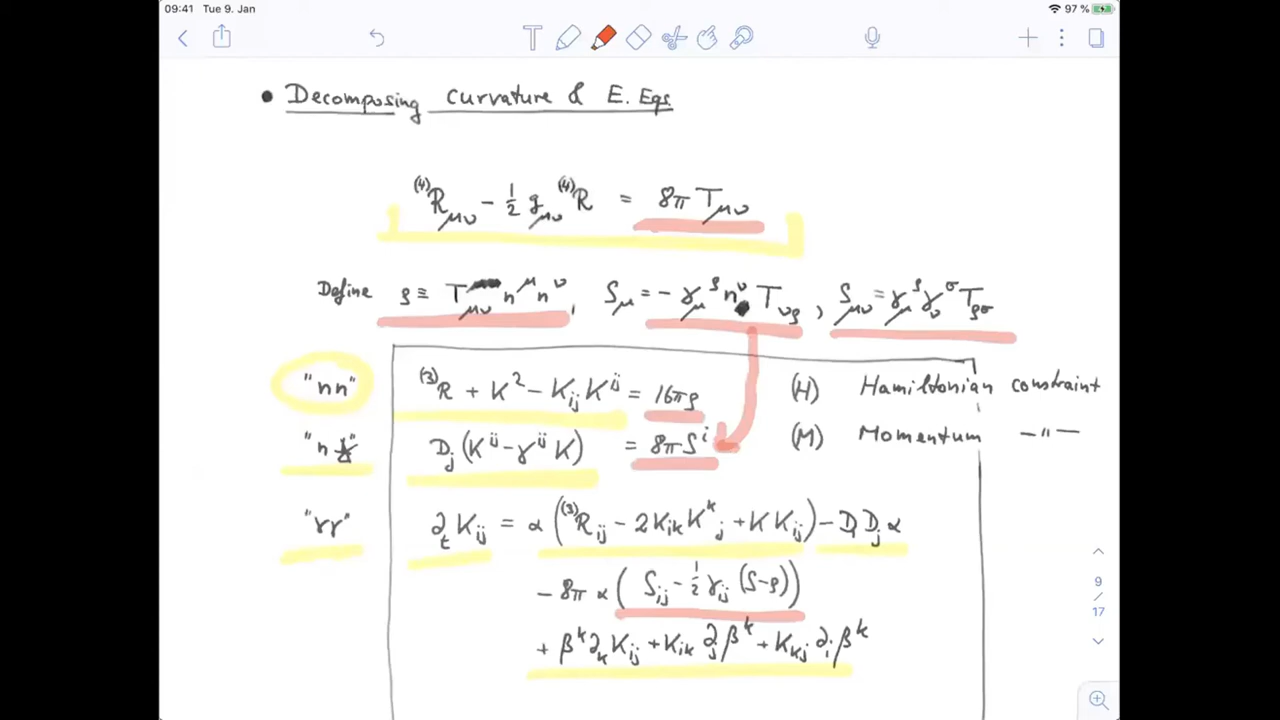 09:41 Tue 9. Jan 97 %
• Decomposing curvature & E. Eqs
⁽⁴⁾R_μν − ½ g_μν ⁽⁴⁾R = 8π T_μν
Define ρ ≡ T_μν n^μ n^ν, S_μ = − γ_μ^ρ n^ν T_νρ, S_μν = γ_μ^ρ γ_ν^σ T_ρσ
"nn" ⁽³⁾R + K² − K_ij K^ij = 16πρ (H) Hamiltonian constraint
"nγ" D_j (K^ij − γ^ij K) = 8π S^i (M) Momentum —"—
"γγ" ∂_t K_ij = α (⁽³⁾R_ij − 2K_ik K^k_j + K K_ij) − D_i D_j α
− 8π α (S_ij − ½ γ_ij (S−ρ))
+ β^k ∂_k K_ij + K_ik ∂_j β^k + K_kj ∂_i β^k
9
/
17